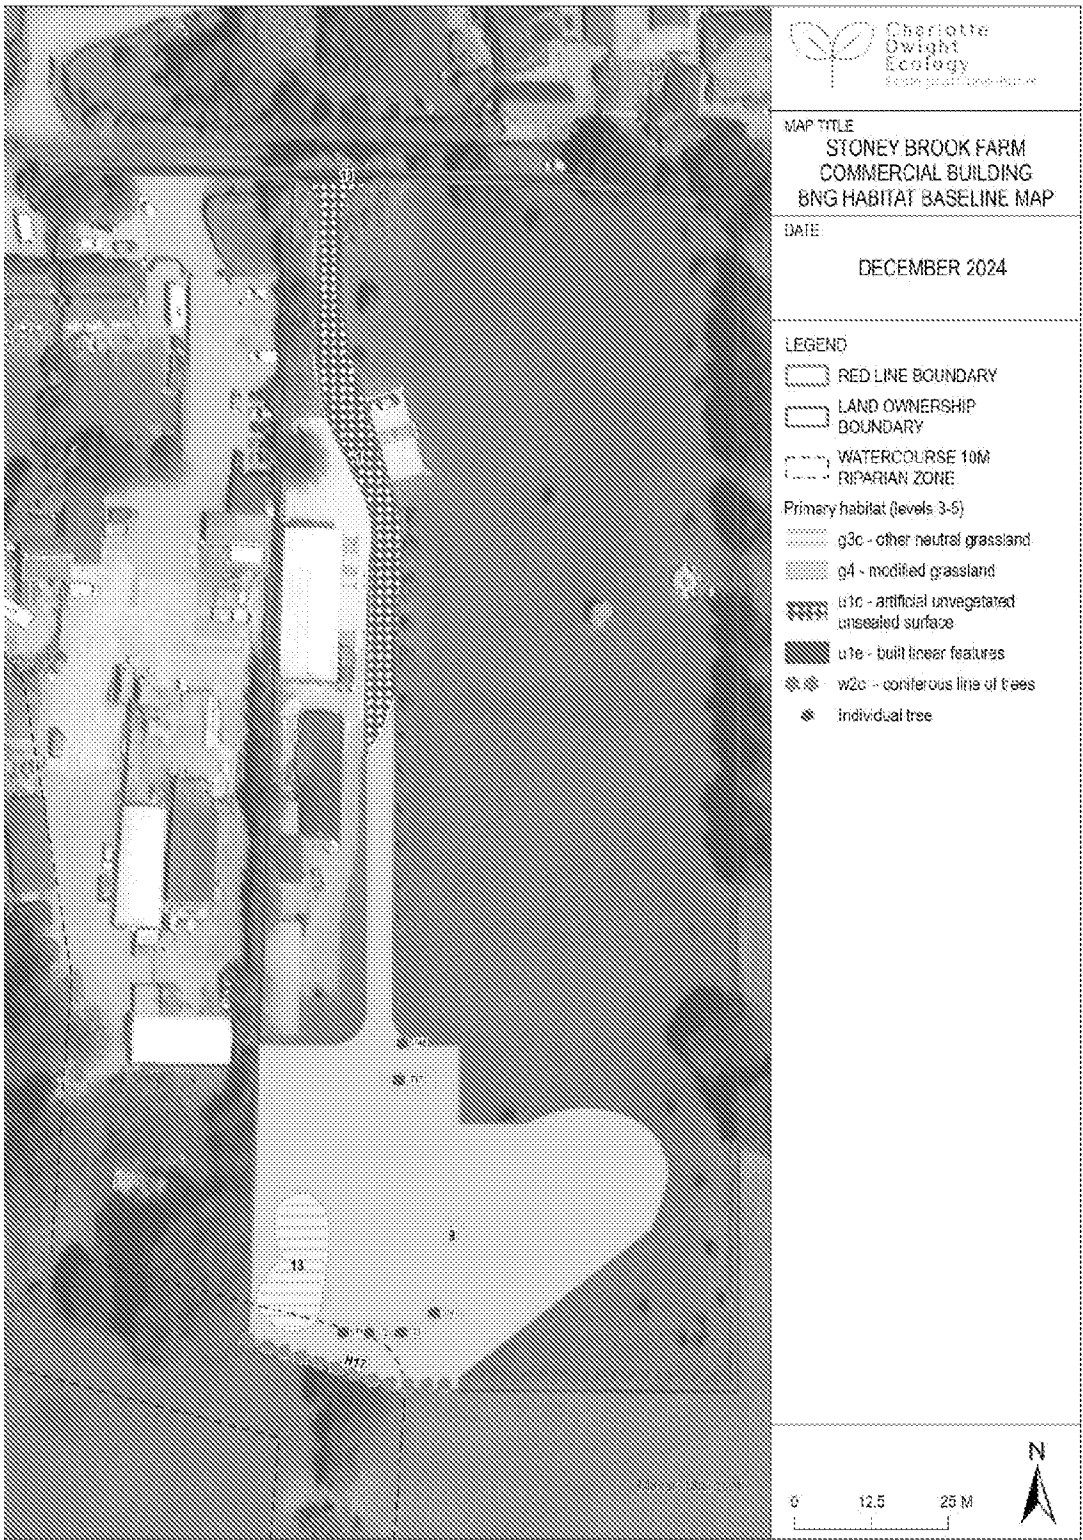 Charlotte
Dwight
Ecology
MAP TITLE
STONEY BROOK FARM
COMMERCIAL BUILDING
BNG HABITAT BASELINE MAP
DATE
DECEMBER 2024
LEGEND
RED LINE BOUNDARY
LAND OWNERSHIP
BOUNDARY
WATERCOURSE 10M
RIPARIAN ZONE
Primary habitat (levels 3-5)
g3c - other neutral grassland
g4 - modified grassland
u1c - artificial unvegetated
unsealed surface
u1e - built linear features
w2c - coniferous line of trees
Individual tree
9
13
H17
N
0 12.5 25 M